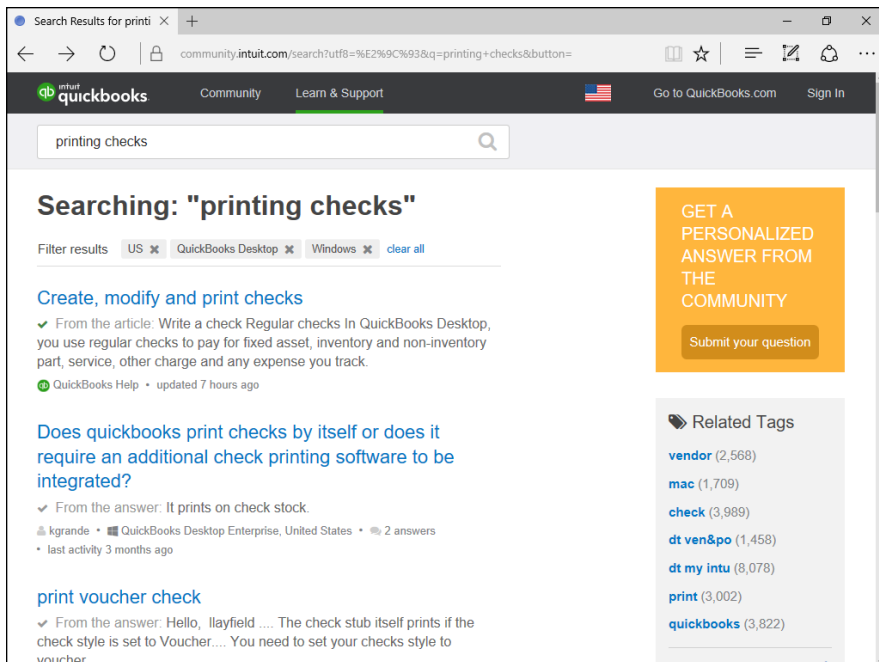 Search Results for printi
community.intuit.com/search?utf8=%E2%9C%93&q=printing+checks&button=
qb intuit quickbooks. Community Learn & Support Go to QuickBooks.com Sign In
printing checks
Searching: "printing checks"
Filter results US QuickBooks Desktop Windows clear all
Create, modify and print checks
From the article: Write a check Regular checks In QuickBooks Desktop,
you use regular checks to pay for fixed asset, inventory and non-inventory
part, service, other charge and any expense you track.
qb QuickBooks Help • updated 7 hours ago
Does quickbooks print checks by itself or does it
require an additional check printing software to be
integrated?
From the answer: It prints on check stock.
kgrande • QuickBooks Desktop Enterprise, United States • 2 answers
• last activity 3 months ago
print voucher check
From the answer: Hello, llayfield .... The check stub itself prints if the
check style is set to Voucher.... You need to set your checks style to
voucher
GET A
PERSONALIZED
ANSWER FROM
THE
COMMUNITY
Submit your question
Related Tags
vendor (2,568)
mac (1,709)
check (3,989)
dt ven&po (1,458)
dt my intu (8,078)
print (3,002)
quickbooks (3,822)